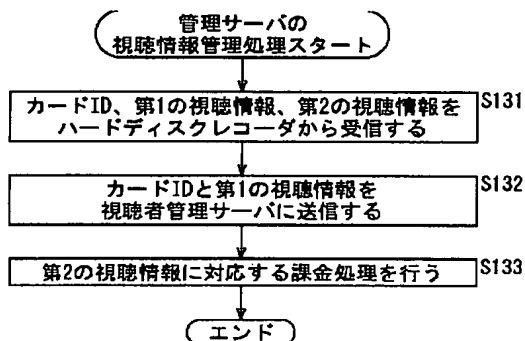 管理サーバの
視聴情報管理処理スタート
カードID、第1の視聴情報、第2の視聴情報を
ハードディスクレコーダから受信する
S131
カードIDと第1の視聴情報を
視聴者管理サーバに送信する
S132
第2の視聴情報に対応する課金処理を行う
S133
エンド